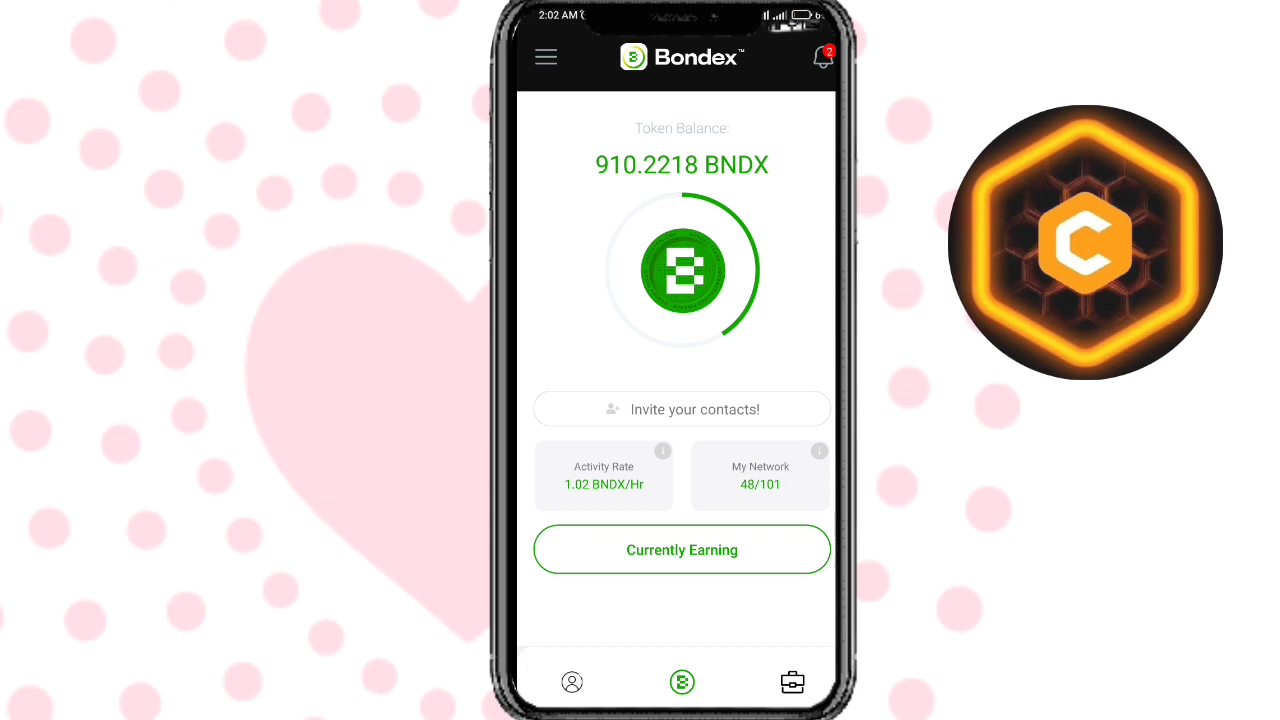 2:02 AM
Bondex™
2
Token Balance:
910.2218 BNDX
Invite your contacts!
Activity Rate
1.02 BNDX/Hr
My Network
48/101
Currently Earning